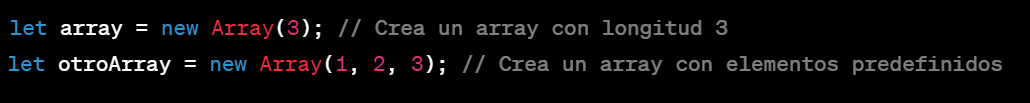 let array = new Array(3); // Crea un array con longitud 3
let otroArray = new Array(1, 2, 3); // Crea un array con elementos predefinidos